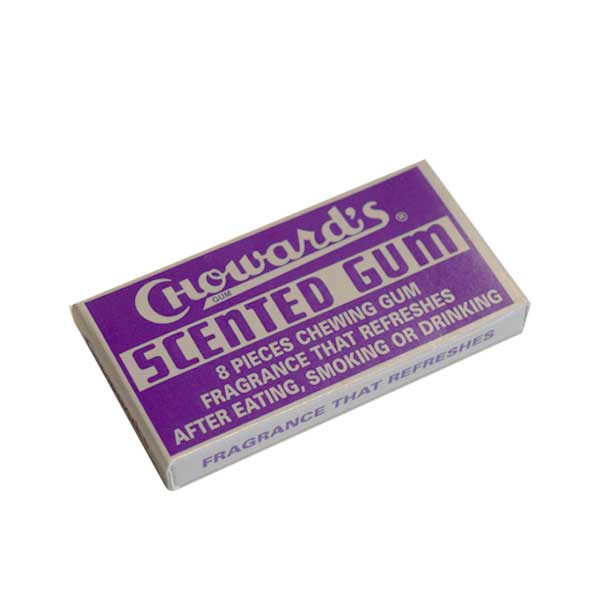 CHoward's®
GUM
SCENTED GUM
8 PIECES CHEWING GUM
FRAGRANCE THAT REFRESHES
AFTER EATING, SMOKING OR DRINKING
FRAGRANCE THAT REFRESHES